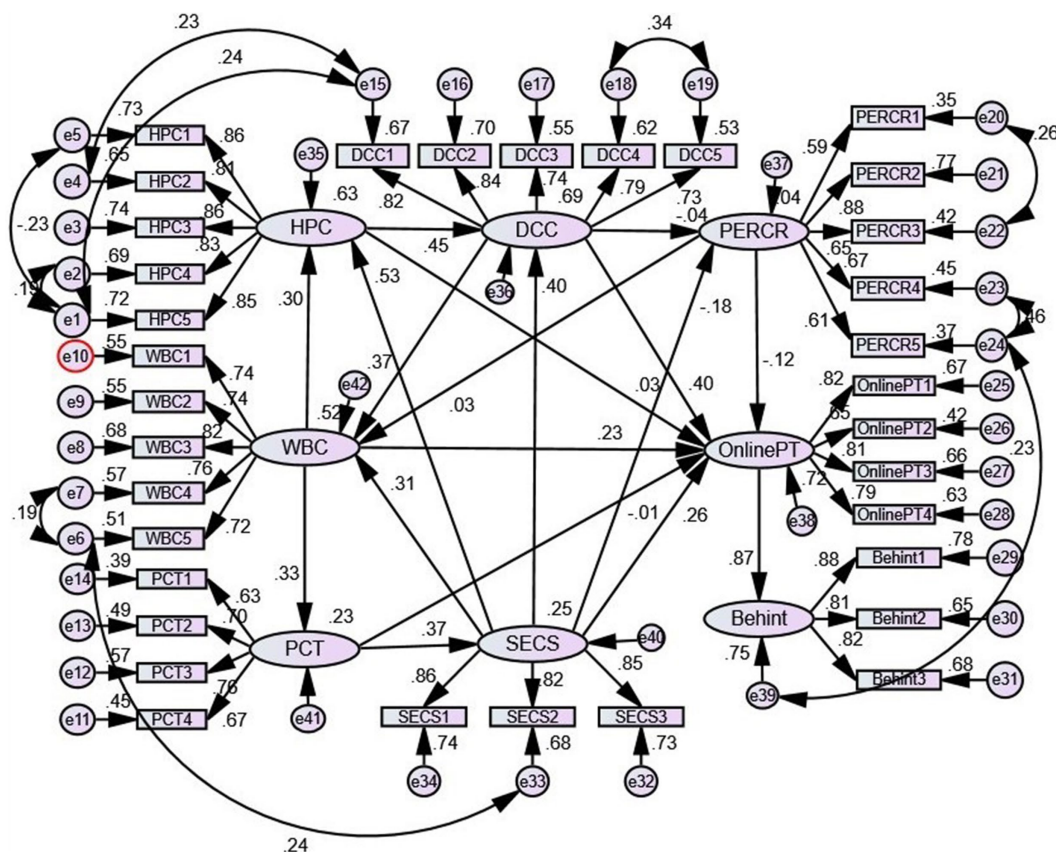 .23
.34
.24
e15
e16
e17
e18
e19
.73
.35
e5
HPC1
.86
.67
.70
.55
.62
.53
PERCR1
e20
.65
e35
DCC1
DCC2
DCC3
DCC4
DCC5
e37
.59
.26
e4
HPC2
.81
.77
PERCR2
e21
.63
.82
.84
.74
.69
.79
.73
.04
.88
.74
e3
HPC3
.86
HPC
DCC
-.04
PERCR
PERCR3
.42
e22
-.23
.83
.45
.65
.67
.69
e2
HPC4
.53
.40
-.18
PERCR4
.45
e23
.19
.85
.30
e36
.46
.72
e1
HPC5
.61
PERCR5
.37
e24
.55
e10
WBC1
.74
.37
.03
.03
.40
-.12
.82
OnlinePT1
.67
e25
.55
e9
WBC2
.74
e42
.65
OnlinePT2
.42
e26
.68
e8
WBC3
.82
.52
WBC
.23
OnlinePT
.81
OnlinePT3
.66
e27
.23
.57
e7
WBC4
.76
.31
-.01
.26
.72
.79
OnlinePT4
.63
e28
.19
.51
e6
WBC5
.72
e38
.39
e14
PCT1
.63
.33
.87
.88
Behint1
.78
e29
.49
e13
PCT2
.70
.23
.37
.25
Behint
.81
Behint2
.65
e30
PCT
SECS
e40
.82
.57
e12
PCT3
.76
.86
.82
.85
.75
Behint3
.68
e31
.45
e11
PCT4
.67
e41
SECS1
SECS2
SECS3
e39
.74
.68
.73
e34
e33
e32
.24